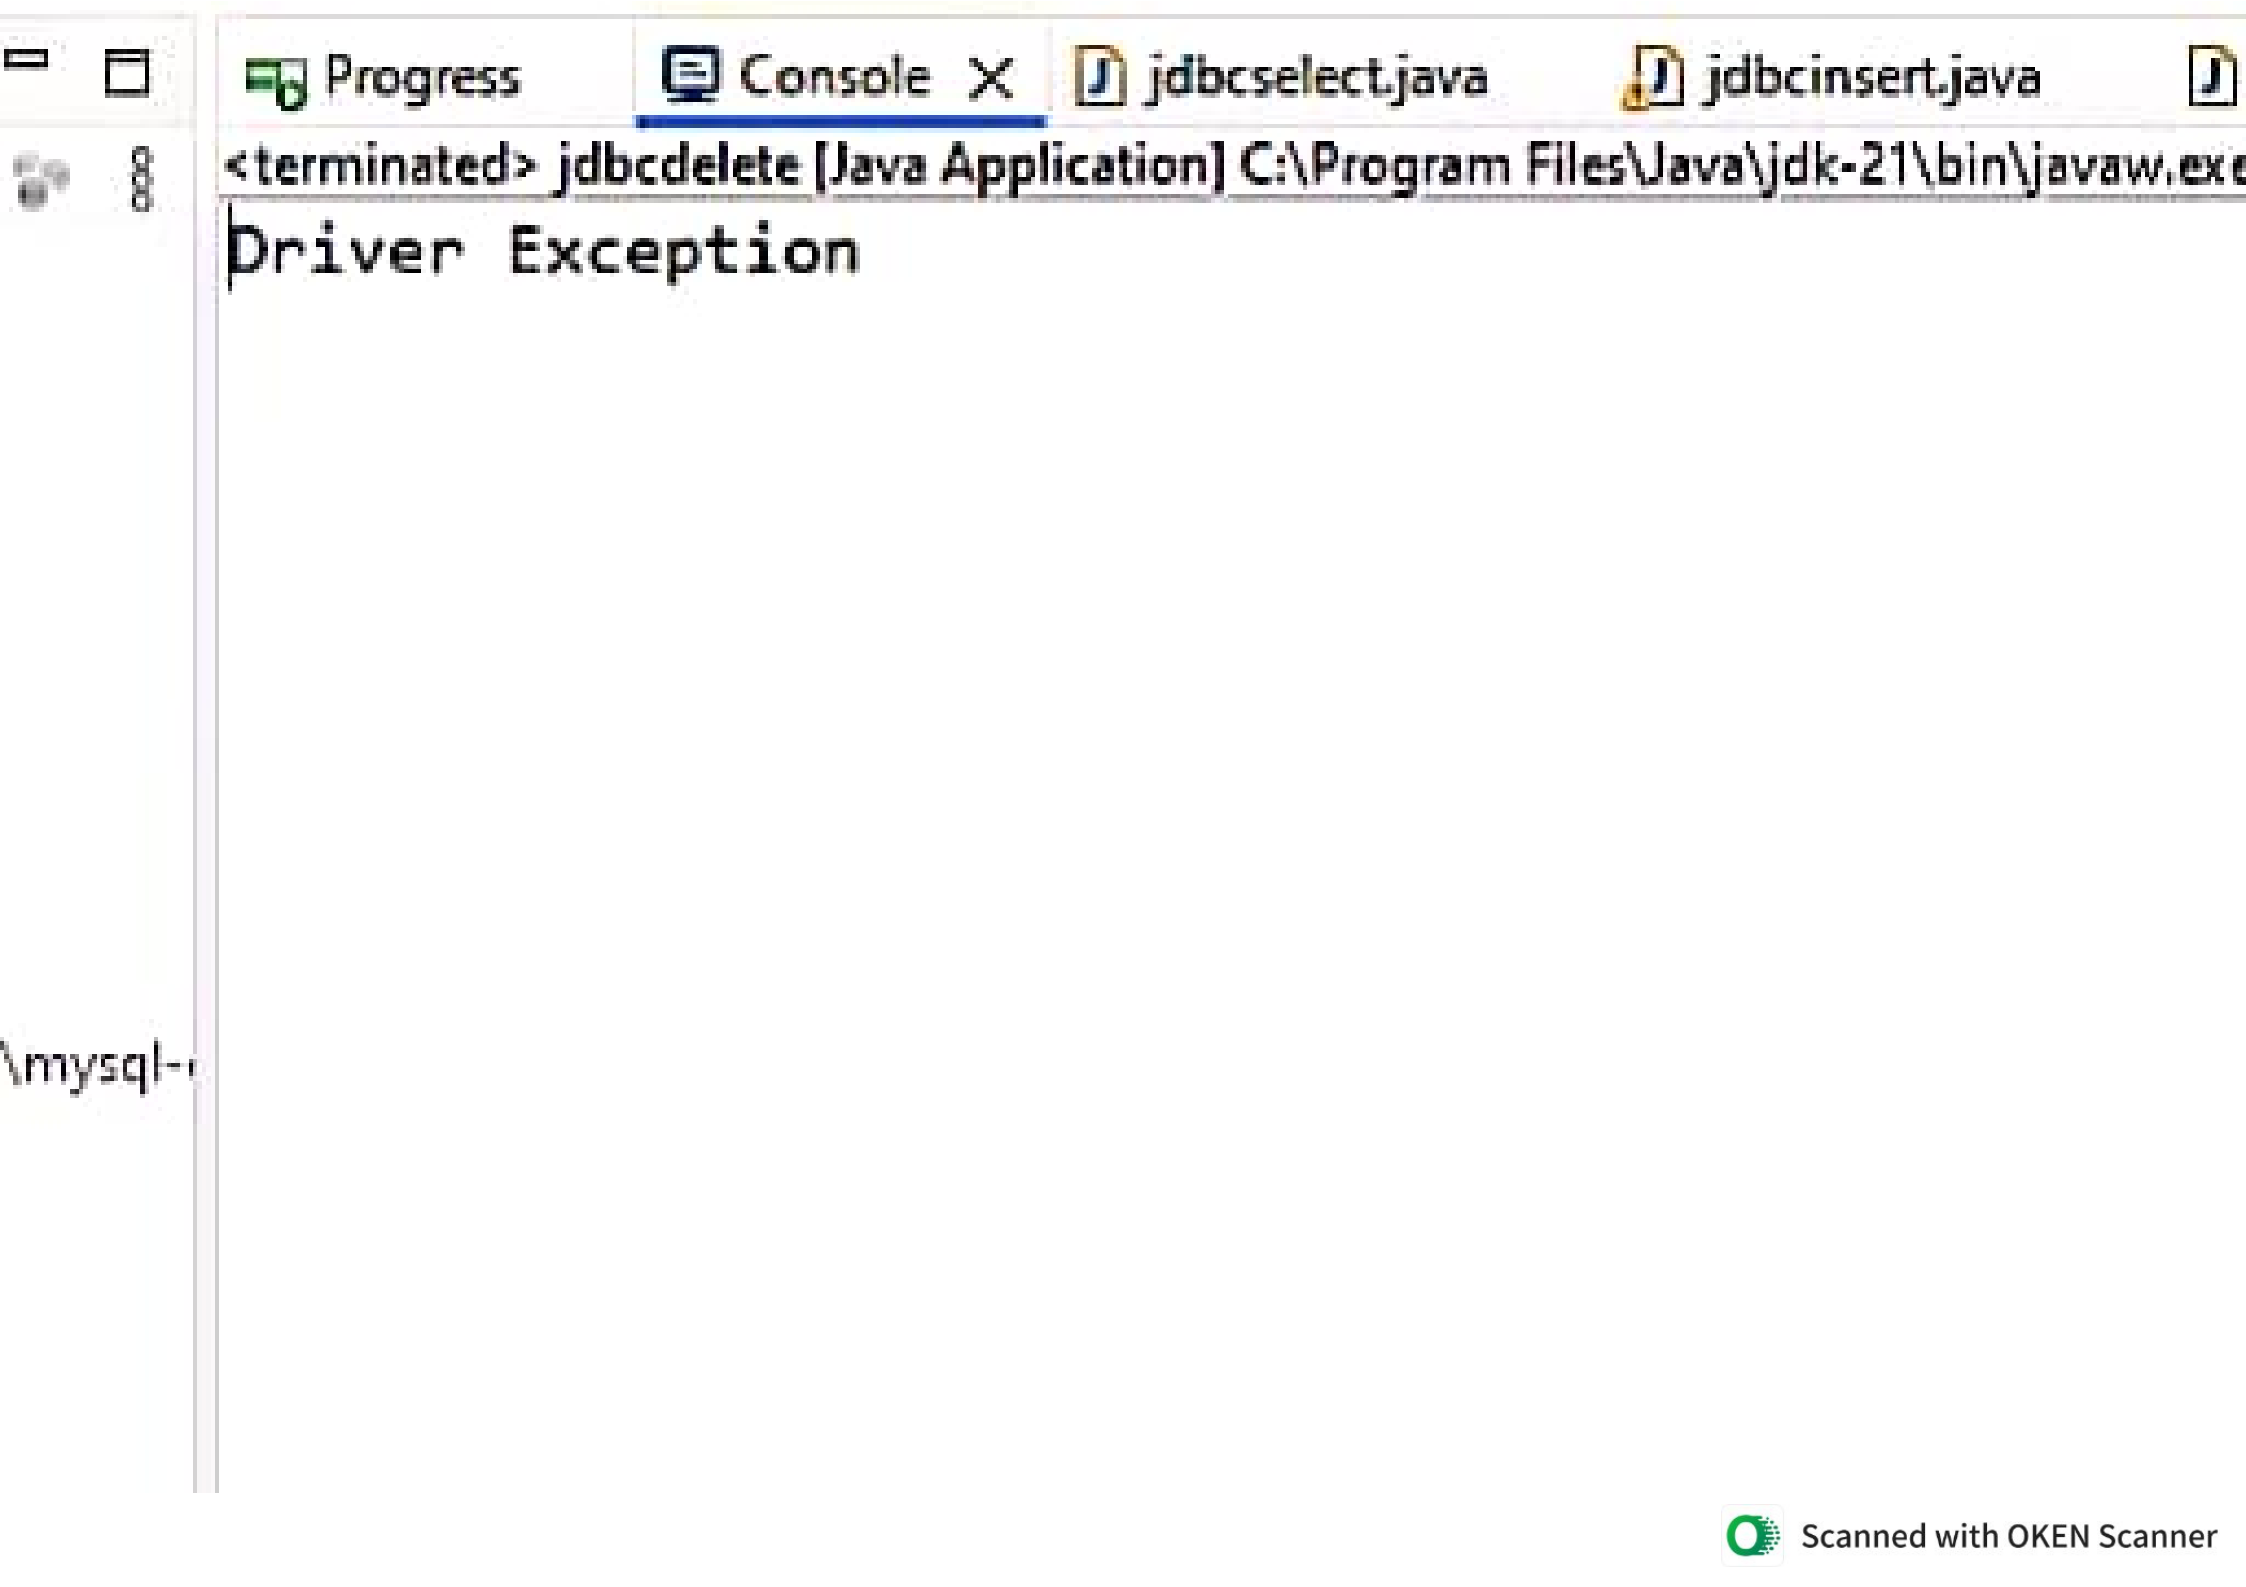 Progress Console jdbcselect.java jdbcinsert.java
<terminated> jdbcdelete [Java Application] C:\Program Files\Java\jdk-21\bin\javaw.exe
Driver Exception
\mysql-
Scanned with OKEN Scanner